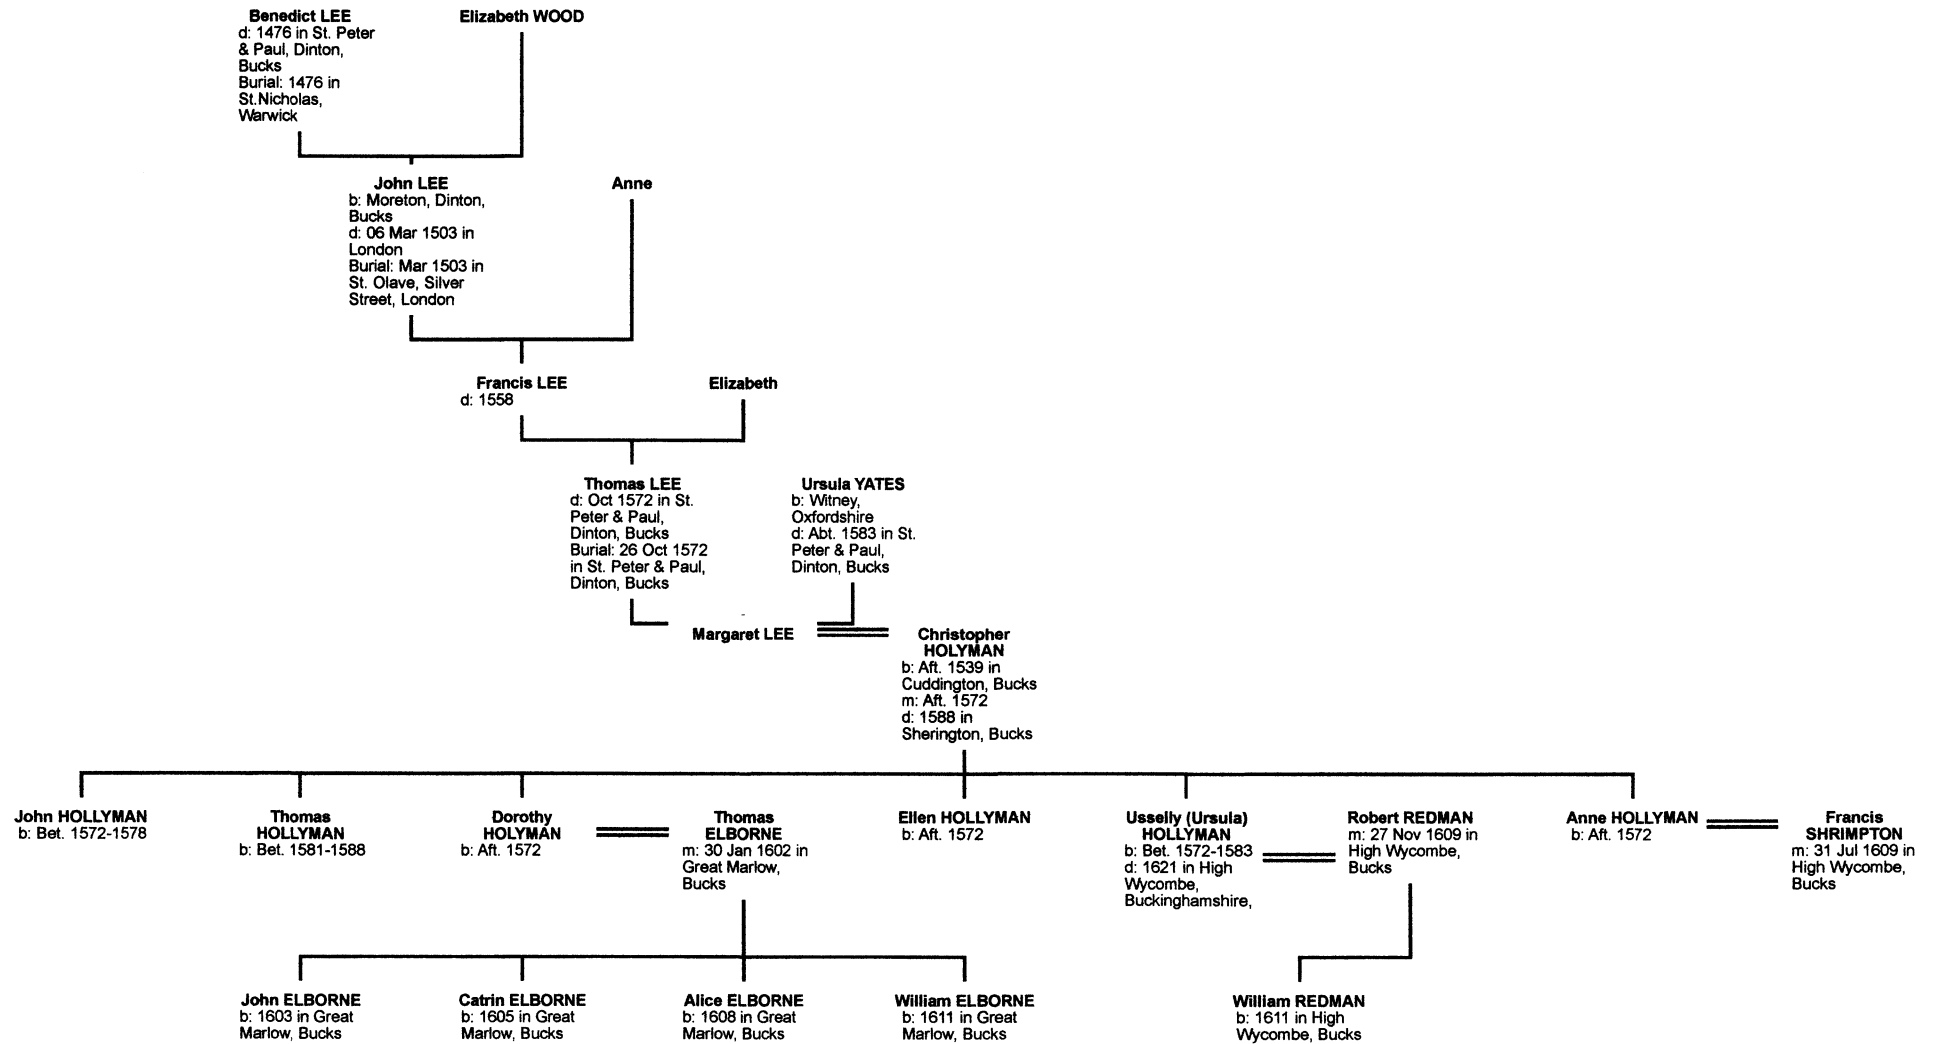 Benedict LEE
d: 1476 in St. Peter
& Paul, Dinton,
Bucks
Burial: 1476 in
St.Nicholas,
Warwick
Elizabeth WOOD
John LEE
b: Moreton, Dinton,
Bucks
d: 06 Mar 1503 in
London
Burial: Mar 1503 in
St. Olave, Silver
Street, London
Anne
Francis LEE
d: 1558
Elizabeth
Thomas LEE
d: Oct 1572 in St.
Peter & Paul,
Dinton, Bucks
Burial: 26 Oct 1572
in St. Peter & Paul,
Dinton, Bucks
Ursula YATES
b: Witney,
Oxfordshire
d: Abt. 1583 in St.
Peter & Paul,
Dinton, Bucks
Margaret LEE
Christopher
HOLYMAN
b: Aft. 1539 in
Cuddington, Bucks
m: Aft. 1572
d: 1588 in
Sherington, Bucks
John HOLLYMAN
b: Bet. 1572-1578
Thomas
HOLLYMAN
b: Bet. 1581-1588
Dorothy
HOLYMAN
b: Aft. 1572
Thomas
ELBORNE
m: 30 Jan 1602 in
Great Marlow,
Bucks
Ellen HOLLYMAN
b: Aft. 1572
Usselly (Ursula)
HOLLYMAN
b: Bet. 1572-1583
d: 1621 in High
Wycombe,
Buckinghamshire,
Robert REDMAN
m: 27 Nov 1609 in
High Wycombe,
Bucks
Anne HOLLYMAN
b: Aft. 1572
Francis
SHRIMPTON
m: 31 Jul 1609 in
High Wycombe,
Bucks
John ELBORNE
b: 1603 in Great
Marlow, Bucks
Catrin ELBORNE
b: 1605 in Great
Marlow, Bucks
Alice ELBORNE
b: 1608 in Great
Marlow, Bucks
William ELBORNE
b: 1611 in Great
Marlow, Bucks
William REDMAN
b: 1611 in High
Wycombe, Bucks